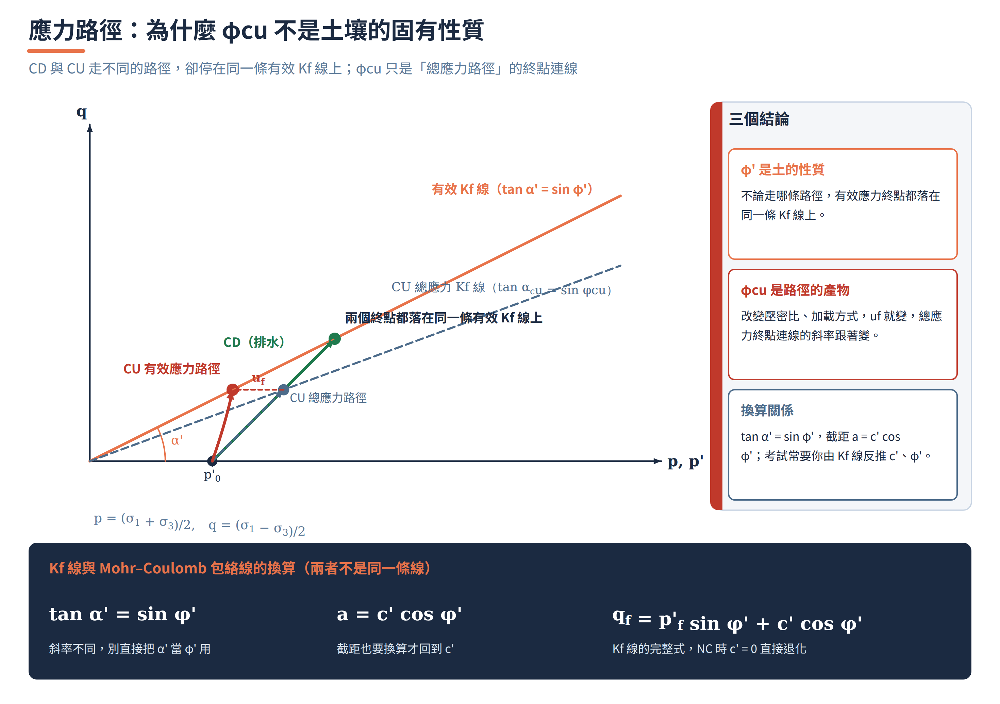 應力路徑：為什麼 φcu 不是土壤的固有性質
CD 與 CU 走不同的路徑，卻停在同一條有效 Kf 線上；φcu 只是「總應力路徑」的終點連線
q
有效 Kf 線（tan α' = sin φ'）
CU 總應力 Kf 線（tan αcu = sin φcu）
兩個終點都落在同一條有效 Kf 線上
CD（排水）
CU 有效應力路徑
uf
CU 總應力路徑
α'
p, p'
p'0
p = (σ1 + σ3)/2, q = (σ1 − σ3)/2
三個結論
φ' 是土的性質
不論走哪條路徑，有效應力終點都落在
同一條 Kf 線上。
φcu 是路徑的產物
改變壓密比、加載方式，uf 就變，總應
力終點連線的斜率跟著變。
換算關係
tan α' = sin φ'，截距 a = c' cos
φ'；考試常要你由 Kf 線反推 c'、φ'。
Kf 線與 Mohr–Coulomb 包絡線的換算（兩者不是同一條線）
tan α' = sin φ'
斜率不同，別直接把 α' 當 φ' 用
a = c' cos φ'
截距也要換算才回到 c'
qf = p'f sin φ' + c' cos φ'
Kf 線的完整式，NC 時 c' = 0 直接退化